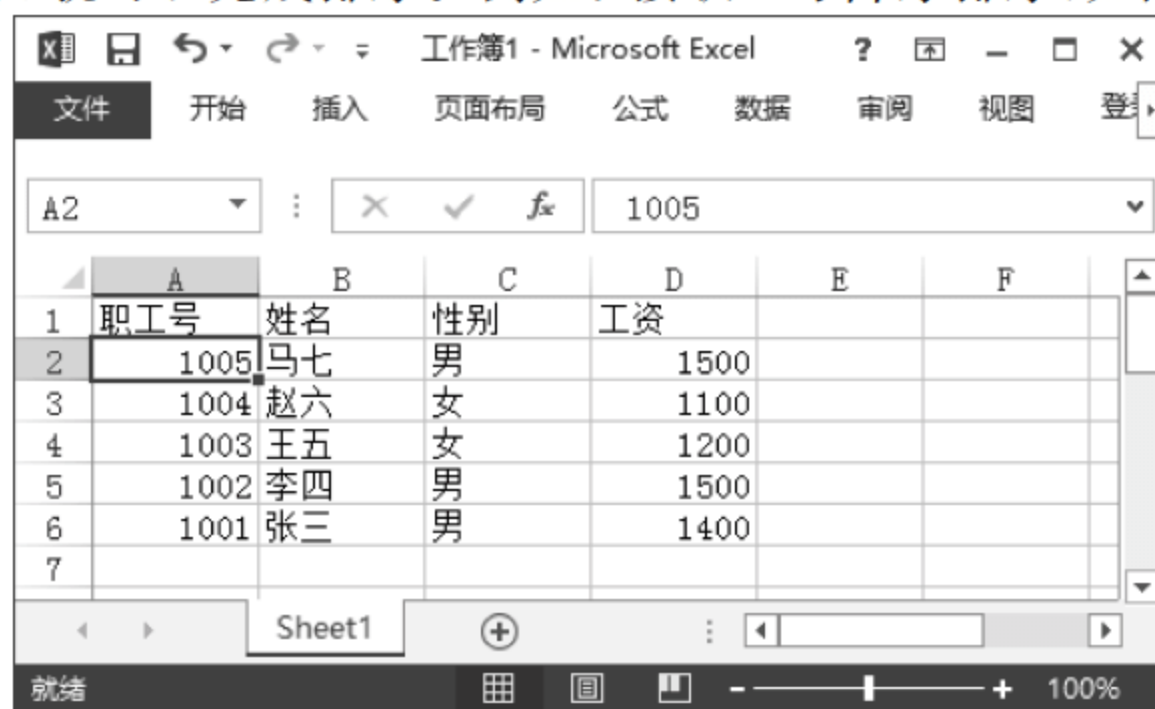 工作簿1 - Microsoft Excel ?
文件 开始 插入 页面布局 公式 数据 审阅 视图
A2 fx 1005
A B C D E F
1 职工号 姓名 性别 工资
2 1005 马七 男 1500
3 1004 赵六 女 1100
4 1003 王五 女 1200
5 1002 李四 男 1500
6 1001 张三 男 1400
7
Sheet1
就绪 100%